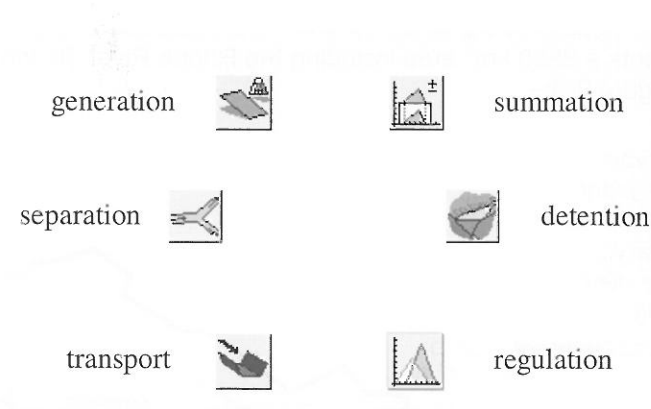 generation
±
summation
separation
detention
transport
regulation